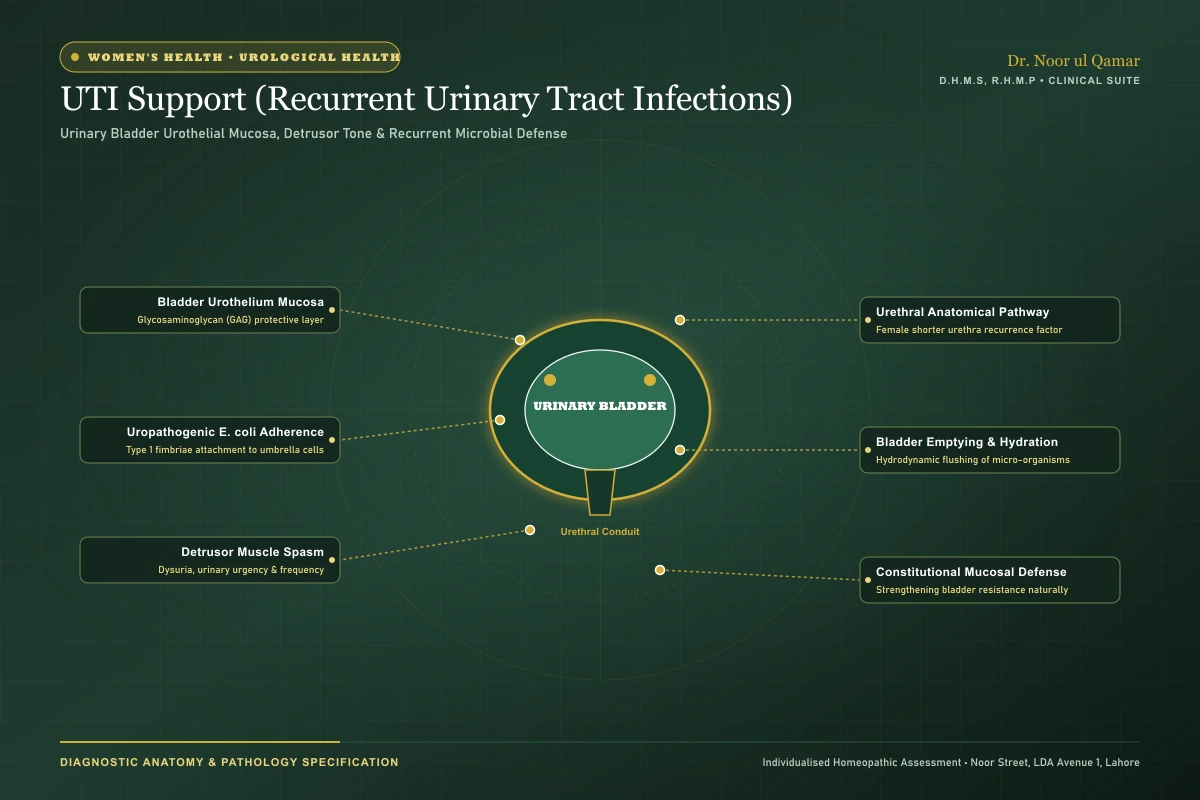 WOMEN'S HEALTH • UROLOGICAL HEALTH
Dr. Noor ul Qamar
D.H.M.S, R.H.M.P • CLINICAL SUITE
UTI Support (Recurrent Urinary Tract Infections)
Urinary Bladder Urothelial Mucosa, Detrusor Tone & Recurrent Microbial Defense
Bladder Urothelium Mucosa
Glycosaminoglycan (GAG) protective layer
Urethral Anatomical Pathway
Female shorter urethra recurrence factor
URINARY BLADDER
Uropathogenic E. coli Adherence
Type 1 fimbriae attachment to umbrella cells
Bladder Emptying & Hydration
Hydrodynamic flushing of micro-organisms
Urethral Conduit
Detrusor Muscle Spasm
Dysuria, urinary urgency & frequency
Constitutional Mucosal Defense
Strengthening bladder resistance naturally
DIAGNOSTIC ANATOMY & PATHOLOGY SPECIFICATION
Individualised Homeopathic Assessment • Noor Street, LDA Avenue 1, Lahore